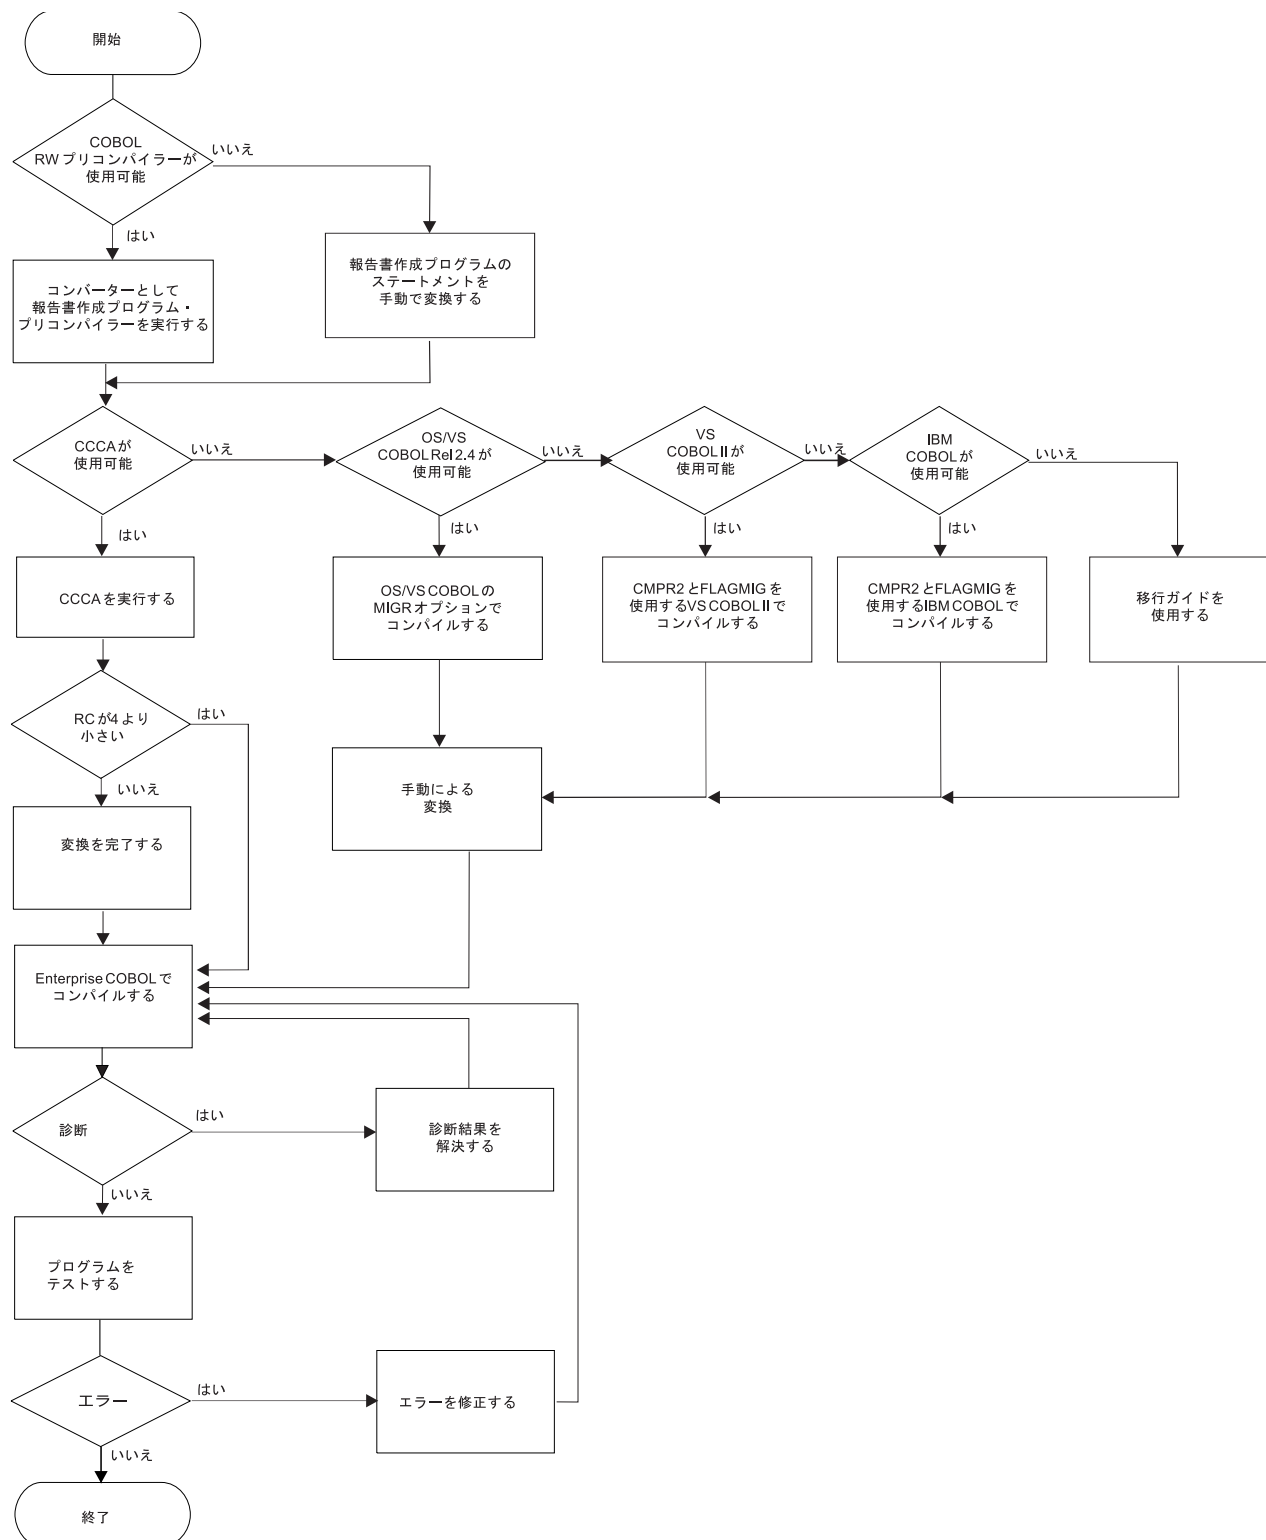 開始
COBOL
RW プリコンパイラーが
使用可能
いいえ
はい
コンバーターとして
報告書作成プログラム・
プリコンパイラーを実行する
報告書作成プログラムの
ステートメントを
手動で変換する
CCCAが
使用可能
いいえ
OS/VS
COBOL Rel 2.4 が
使用可能
いいえ
VS
COBOL II が
使用可能
いいえ
IBM
COBOL が
使用可能
いいえ
はい
はい
はい
はい
CCCA を実行する
OS/VS COBOL の
MIGR オプションで
コンパイルする
CMPR2 とFLAGMIG を
使用するVS COBOL II で
コンパイルする
CMPR2 とFLAGMIG を
使用するIBM COBOL で
コンパイルする
移行ガイドを
使用する
RC が4 より
小さい
はい
いいえ
手動による
変換
変換を完了する
Enterprise COBOL で
コンパイルする
診断
はい
診断結果を
解決する
いいえ
プログラムを
テストする
エラー
はい
エラーを修正する
いいえ
終了